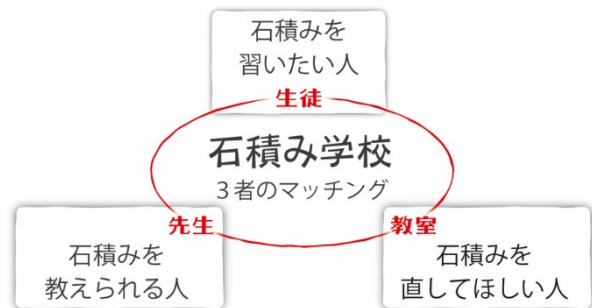 石積みを
習いたい人
生徒
石積み学校
３者のマッチング
先生
教室
石積みを
教えられる人
石積みを
直してほしい人